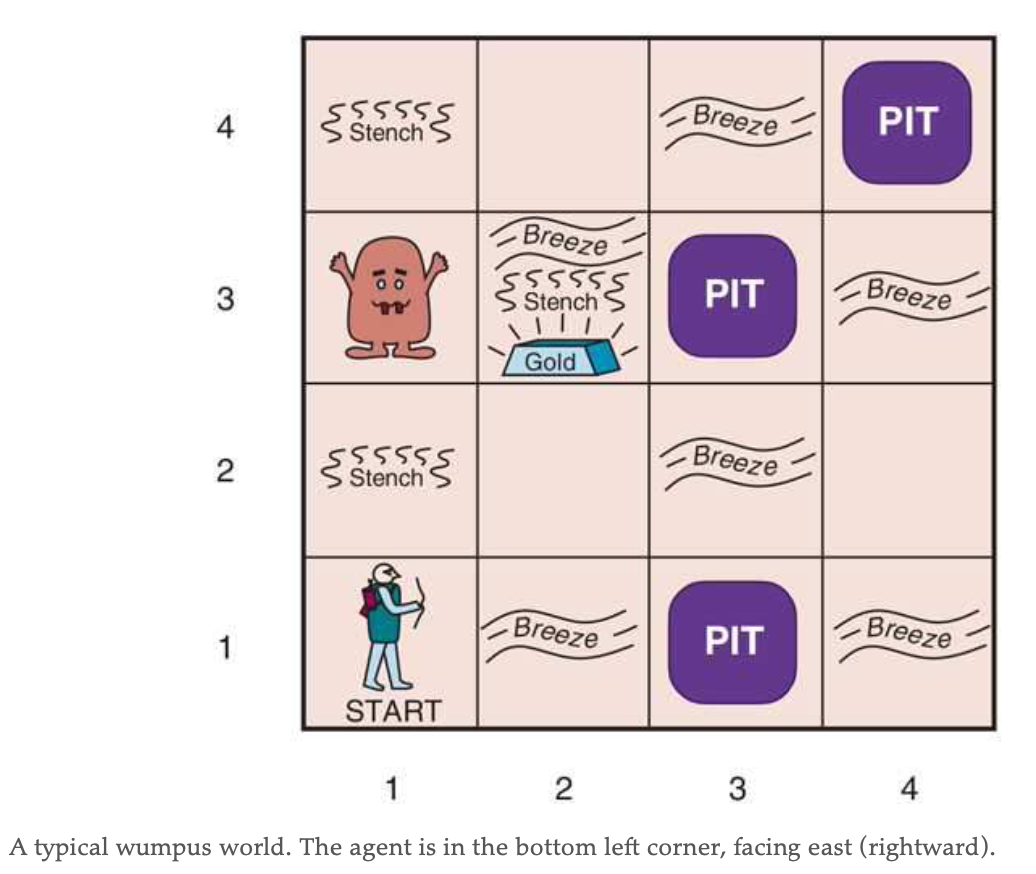 4
Stench
Breeze
PIT
3
Breeze
Stench
Gold
PIT
Breeze
2
Stench
Breeze
1
START
Breeze
PIT
Breeze
1 2 3 4
A typical wumpus world. The agent is in the bottom left corner, facing east (rightward).